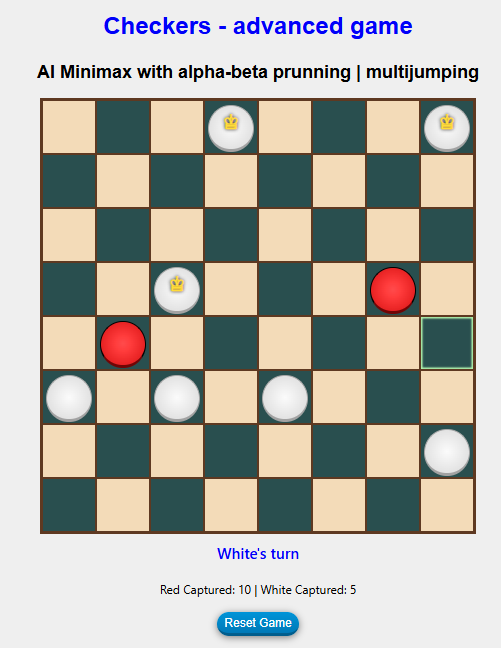 Checkers - advanced game
AI Minimax with alpha-beta prunning | multijumping
White's turn
Red Captured: 10 | White Captured: 5
Reset Game